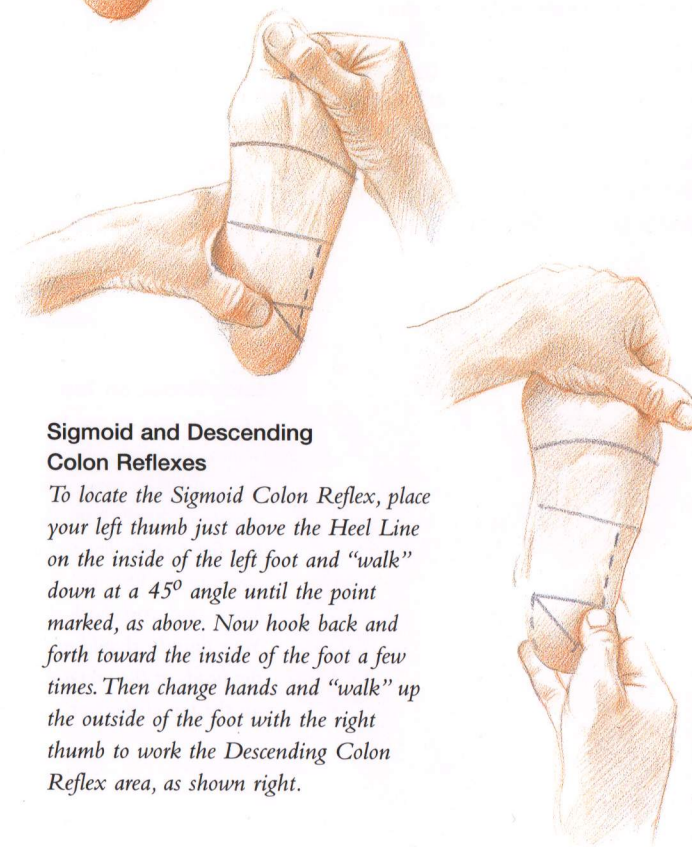 Sigmoid and Descending
Colon Reflexes
To locate the Sigmoid Colon Reflex, place
your left thumb just above the Heel Line
on the inside of the left foot and “walk”
down at a 45º angle until the point
marked, as above. Now hook back and
forth toward the inside of the foot a few
times. Then change hands and “walk” up
the outside of the foot with the right
thumb to work the Descending Colon
Reflex area, as shown right.